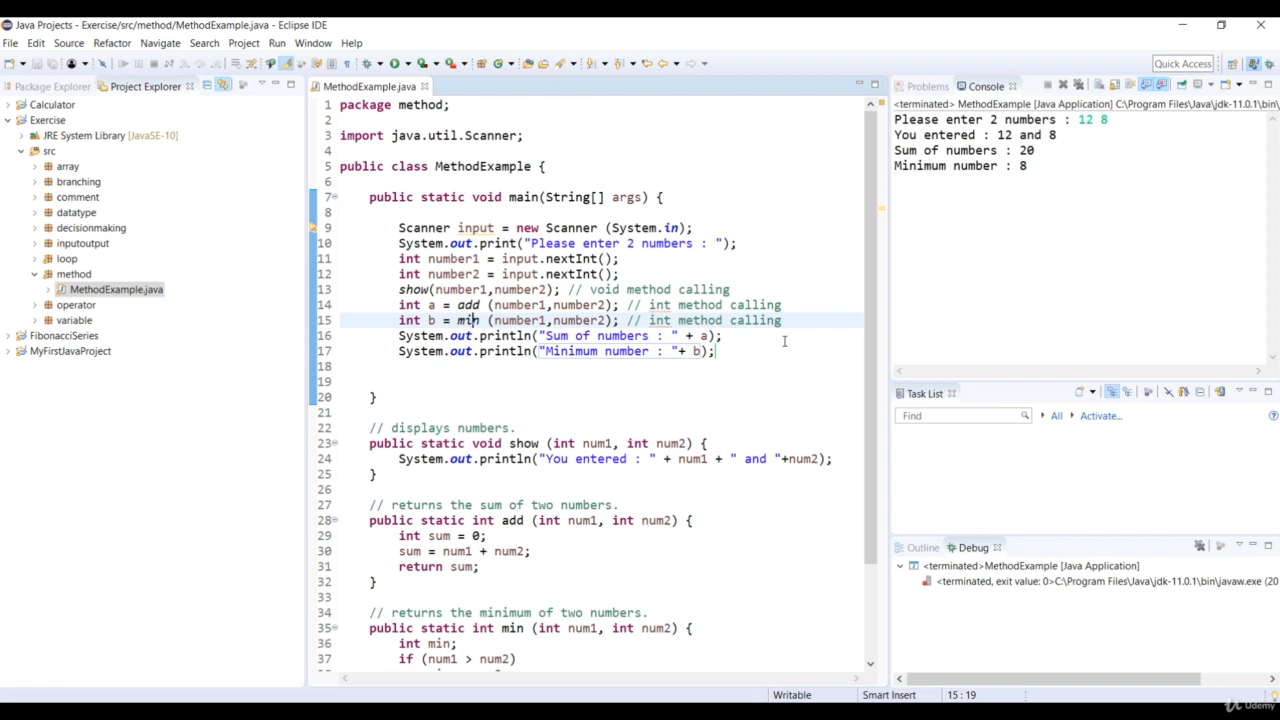 Java Projects - Exercise/src/method/MethodExample.java - Eclipse IDE
File Edit Source Refactor Navigate Search Project Run Window Help
Quick Access
Package Explorer Project Explorer
Calculator
Exercise
JRE System Library [JavaSE-10]
src
array
branching
comment
datatype
decisionmaking
inputoutput
loop
method
MethodExample.java
operator
variable
FibonacciSeries
MyFirstJavaProject
MethodExample.java
1 package method;
2
3 import java.util.Scanner;
4
5 public class MethodExample {
6
7 public static void main(String[] args) {
8
9 Scanner input = new Scanner (System.in);
10 System.out.print("Please enter 2 numbers : ");
11 int number1 = input.nextInt();
12 int number2 = input.nextInt();
13 show(number1,number2); // void method calling
14 int a = add (number1,number2); // int method calling
15 int b = min (number1,number2); // int method calling
16 System.out.println("Sum of numbers : " + a);
17 System.out.println("Minimum number : "+ b);
18
19
20 }
21
22 // displays numbers.
23 public static void show (int num1, int num2) {
24 System.out.println("You entered : " + num1 + " and "+num2);
25 }
26
27 // returns the sum of two numbers.
28 public static int add (int num1, int num2) {
29 int sum = 0;
30 sum = num1 + num2;
31 return sum;
32 }
33
34 // returns the minimum of two numbers.
35 public static int min (int num1, int num2) {
36 int min;
37 if (num1 > num2)
Problems Console
<terminated> MethodExample [Java Application] C:\Program Files\Java\jdk-11.0.1\bin\
Please enter 2 numbers : 12 8
You entered : 12 and 8
Sum of numbers : 20
Minimum number : 8
Task List
Find All Activate...
Outline Debug
<terminated>MethodExample [Java Application]
<terminated, exit value: 0>C:\Program Files\Java\jdk-11.0.1\bin\javaw.exe (20
Writable Smart Insert 15 : 19
Udemy